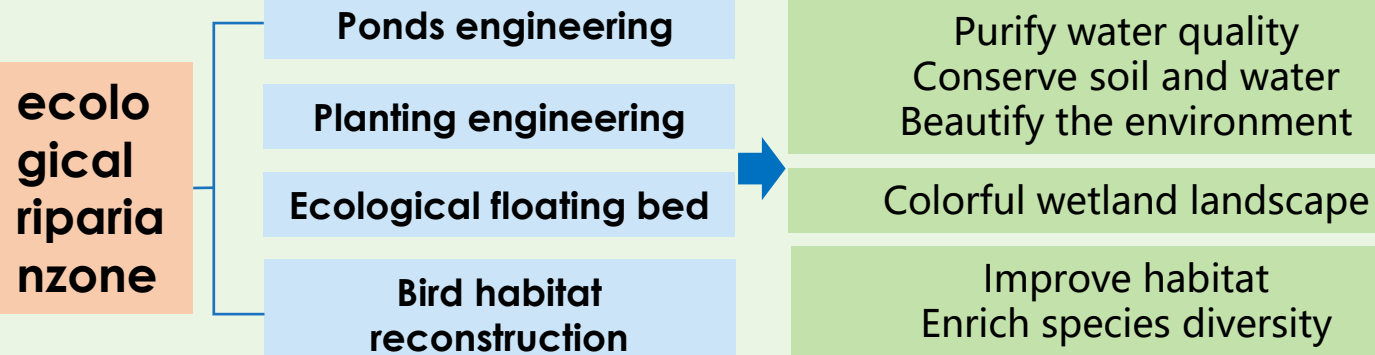 ecolo
gical
riparia
nzone
Ponds engineering
Planting engineering
Ecological floating bed
Bird habitat
reconstruction
Purify water quality
Conserve soil and water
Beautify the environment
Colorful wetland landscape
Improve habitat
Enrich species diversity